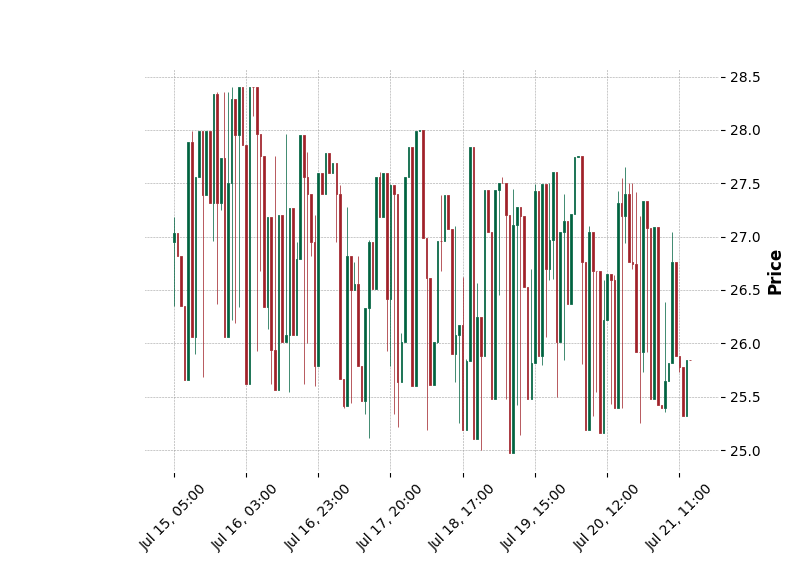 28.5
28.0
27.5
27.0
26.5
26.0
25.5
25.0
Price
Jul 15, 05:00
Jul 16, 03:00
Jul 16, 23:00
Jul 17, 20:00
Jul 18, 17:00
Jul 19, 15:00
Jul 20, 12:00
Jul 21, 11:00